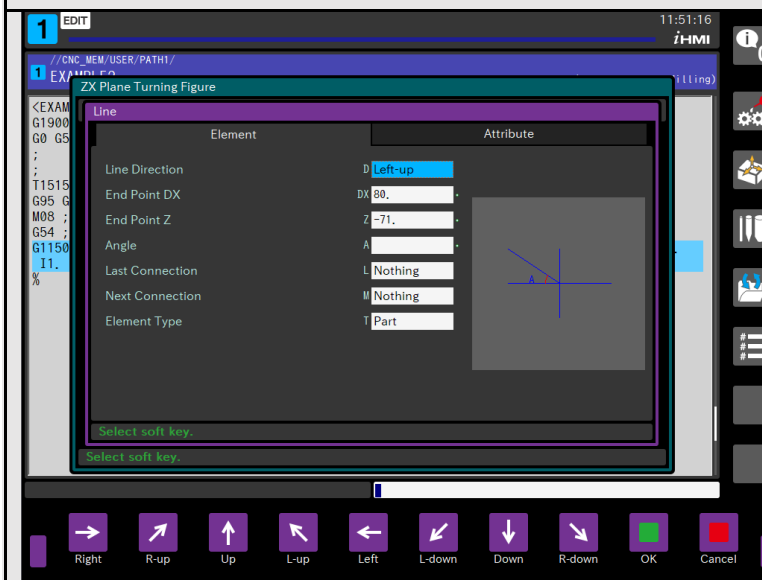 1 EDIT 11:51:16
iHMI
//CNC_MEM/USER/PATH1/
1
illing)
ZX Plane Turning Figure
<EXAM
Line
G1900
Element Attribute
G0 G5
;
;
Line Direction D Left-up
T1515
End Point DX DX 80.
G95 G
End Point Z Z -71.
M08 ;
G54 ;
Angle A
G1150
I1.
Last Connection L Nothing
%
Next Connection M Nothing
Element Type T Part
A
Select soft key.
Select soft key.
Right R-up Up L-up Left L-down Down R-down OK Cancel